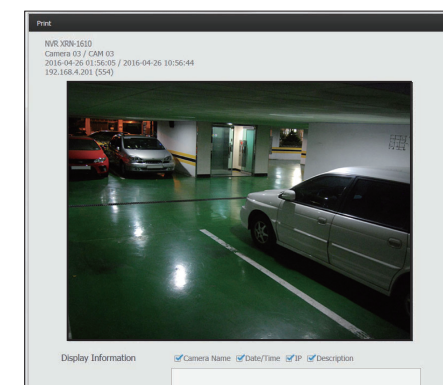 Print
NVR XRN-1610
Camera 03 / CAM 03
2016-04-26 01:56:05 / 2016-04-26 10:56:44
192.168.4.201 (554)
Display Information
Camera Name Date/Time IP Description